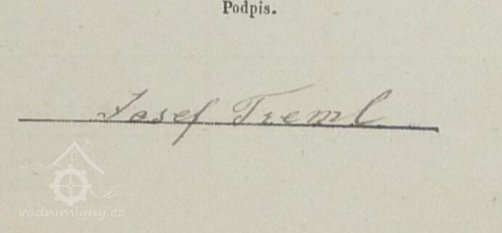 Podpis.
Josef Treml
vodnimlyny.cz